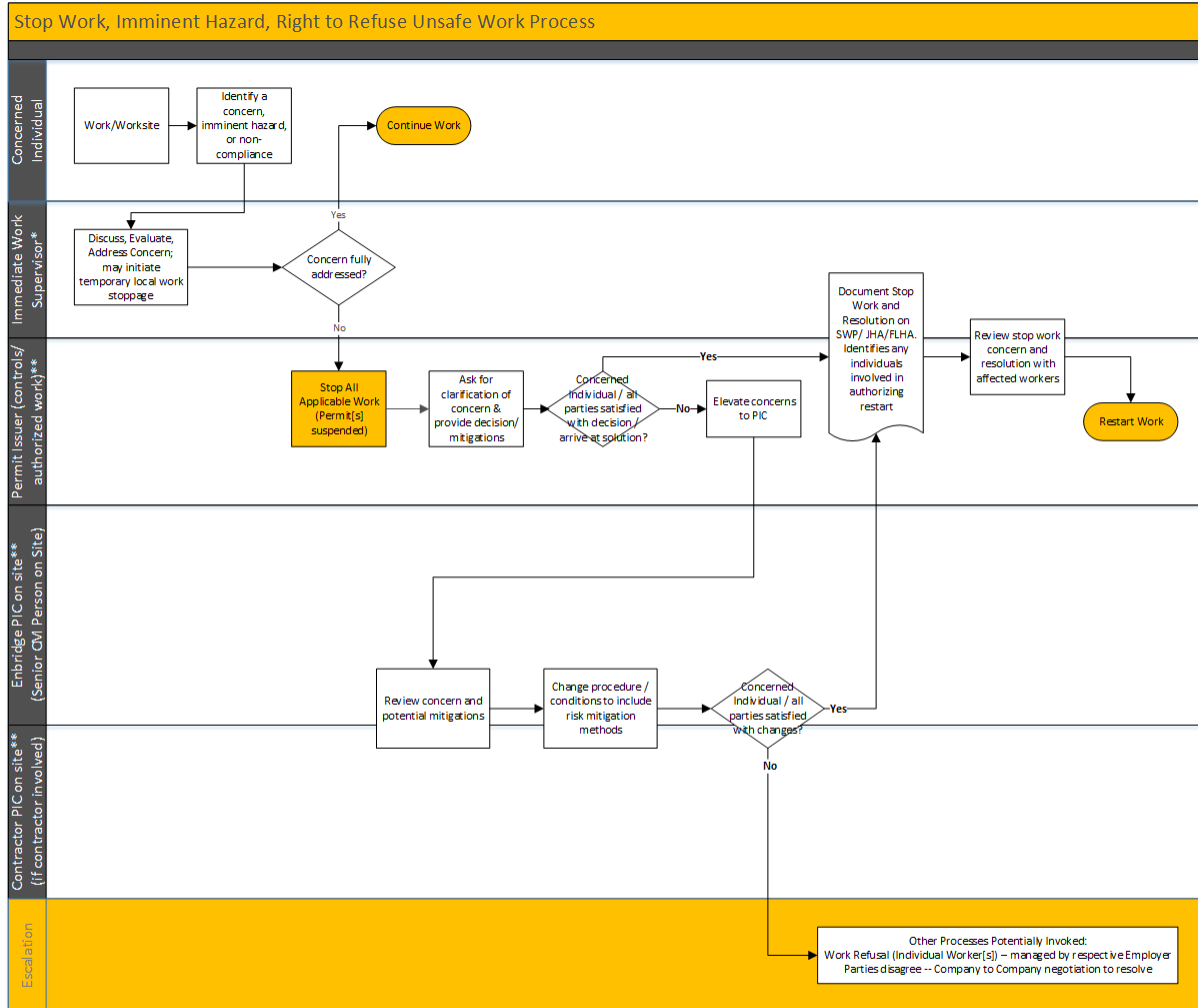 Stop Work, Imminent Hazard, Right to Refuse Unsafe Work Process
Concerned
Individual
Work/Worksite
Identify a
concern,
imminent hazard,
or non-
compliance
Continue Work
Immediate Work
Supervisor*
Discuss, Evaluate,
Address Concern;
may initiate
temporary local work
stoppage
Yes
Concern fully
addressed?
No
Permit Issuer (controls/
authorized work)**
Stop All
Applicable Work
(Permit[s]
suspended)
Ask for
clarification of
concern &
provide decision/
mitigations
Concerned
Individual / all
parties satisfied
with decision /
arrive at solution?
Yes
No
Elevate concerns
to PIC
Document Stop
Work and
Resolution on
SWP/ JHA/FLHA.
Identifies any
individuals
involved in
authorizing
restart
Review stop work
concern and
resolution with
affected workers
Restart Work
Enbridge PIC on site**
(Senior CM Person on Site)
Review concern and
potential mitigations
Change procedure /
conditions to include
risk mitigation
methods
Concerned
Individual / all
parties satisfied
with changes?
Yes
No
Contractor PIC on site**
(if contractor involved)
Escalation
Other Processes Potentially Invoked:
Work Refusal (Individual Worker[s]) – managed by respective Employer
Parties disagree -- Company to Company negotiation to resolve